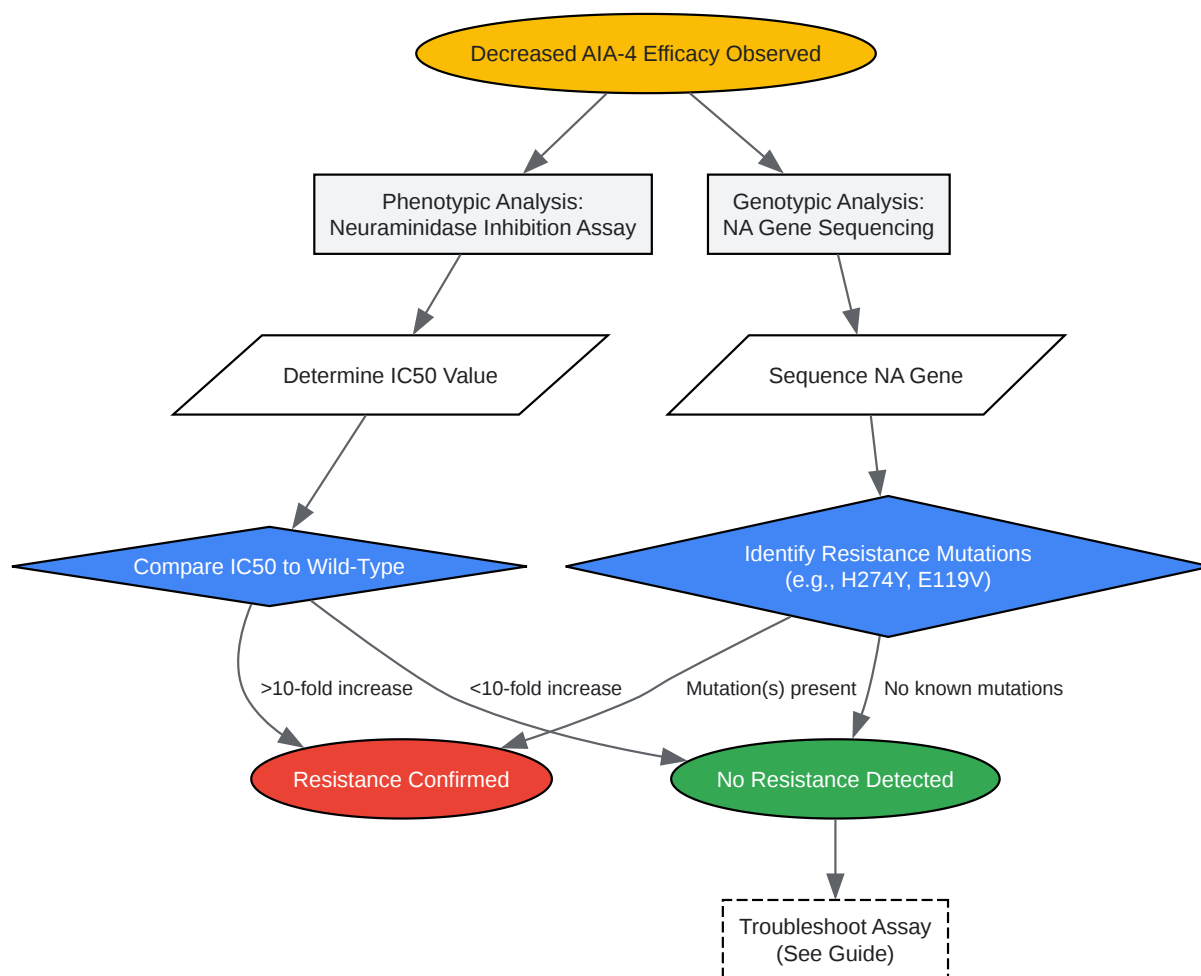 Decreased AIA-4 Efficacy Observed
Phenotypic Analysis:
Neuraminidase Inhibition Assay
Genotypic Analysis:
NA Gene Sequencing
Determine IC50 Value
Sequence NA Gene
Compare IC50 to Wild-Type
Identify Resistance Mutations
(e.g., H274Y, E119V)
>10-fold increase
<10-fold increase
Mutation(s) present
No known mutations
Resistance Confirmed
No Resistance Detected
Troubleshoot Assay
(See Guide)